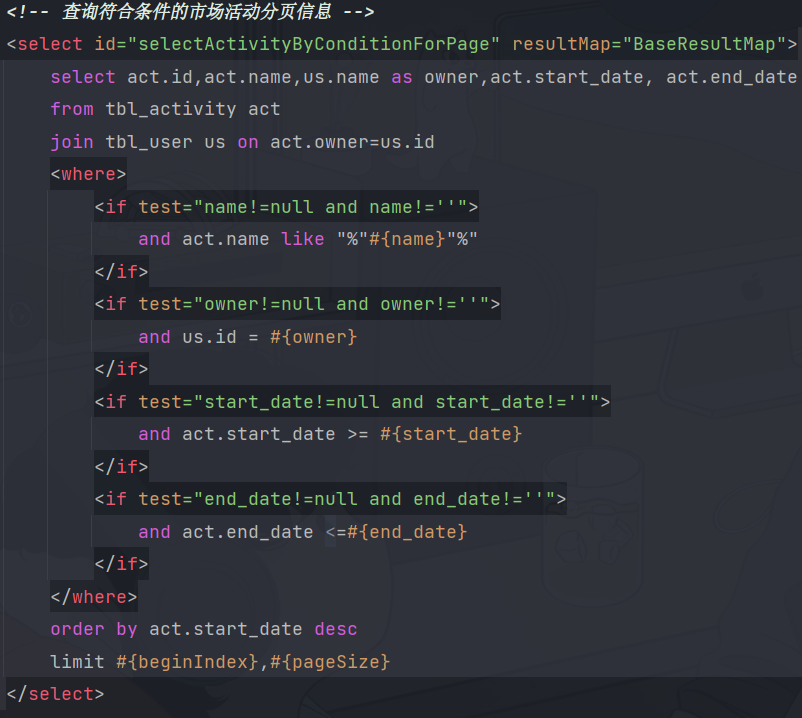 <!-- 查询符合条件的市场活动分页信息 -->
<select id="selectActivityByConditionForPage" resultMap="BaseResultMap">
    select act.id,act.name,us.name as owner,act.start_date, act.end_date
    from tbl_activity act
    join tbl_user us on act.owner=us.id
    <where>
        <if test="name!=null and name!=''">
            and act.name like "%"#{name}"%"
        </if>
        <if test="owner!=null and owner!=''">
            and us.id = #{owner}
        </if>
        <if test="start_date!=null and start_date!=''">
            and act.start_date >= #{start_date}
        </if>
        <if test="end_date!=null and end_date!=''">
            and act.end_date <=#{end_date}
        </if>
    </where>
    order by act.start_date desc
    limit #{beginIndex},#{pageSize}
</select>